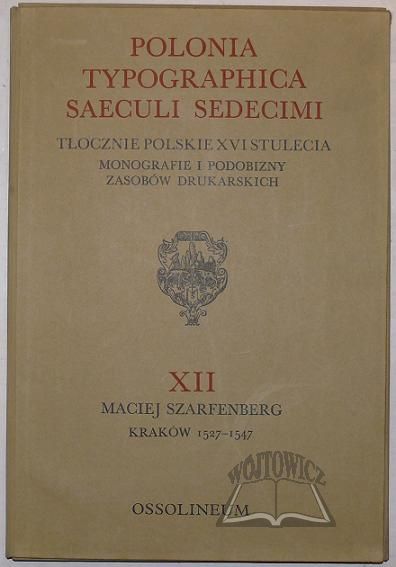 POLONIA
TYPOGRAPHICA
SAECULI SEDECIMI
TŁOCZNIE POLSKIE XVI STULECIA
MONOGRAFIE I PODOBIZNY
ZASOBÓW DRUKARSKICH
XII
MACIEJ SZARFENBERG
KRAKÓW 1527–1547
WÓJTOWICZ
OSSOLINEUM